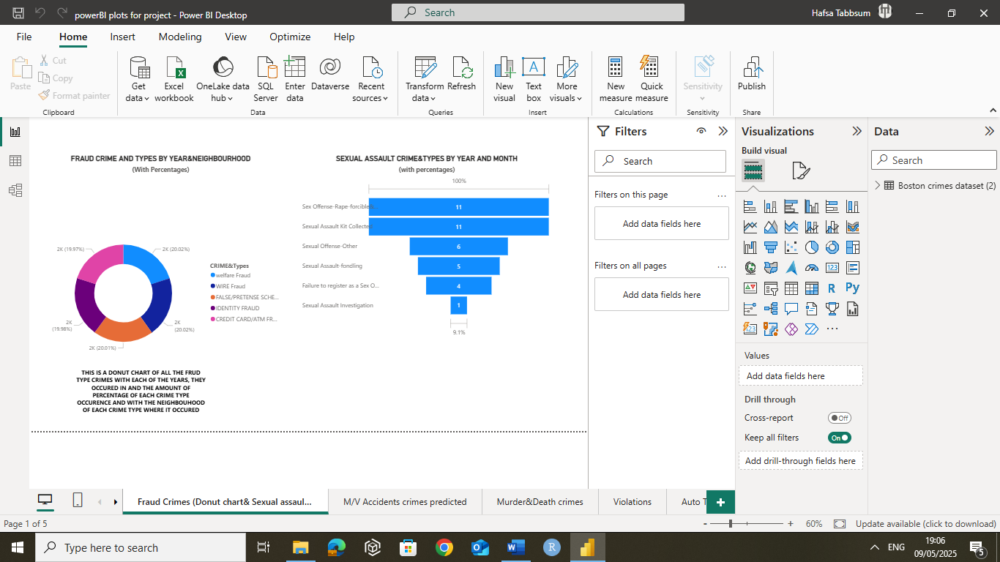 powerBI plots for project - Power BI Desktop
Search
Hafsa Tabbsum
File Home Insert Modeling View Optimize Help
Paste
Cut
Copy
Format painter
Clipboard
Get data
Excel workbook
OneLake data hub
SQL Server
Enter data
Dataverse
Recent sources
Data
Transform data
Refresh
Queries
New visual
Text box
More visuals
Insert
New measure
Quick measure
Calculations
Sensitivity
Sensitivity
Publish
Share
FRAUD CRIME AND TYPES BY YEAR&NEIGHBOURHOOD
(With Percentages)
2K (19.97%)
2K (20.02%)
2K (19.98%)
2K (20.02%)
2K (20.01%)
CRIME&Types
welfare Fraud
WIRE Fraud
FALSE/PRETENSE SCHE...
IDENTITY FRAUD
CREDIT CARD/ATM FR...
THIS IS A DONUT CHART OF ALL THE FRUD
TYPE CRIMES WITH EACH OF THE YEARS, THEY
OCCURED IN AND THE AMOUNT OF
PERCENTAGE OF EACH CRIME TYPE
OCCURENCE AND WITH THE NEIGHBOUHOOD
OF EACH CRIME TYPE WHERE IT OCCURED
SEXUAL ASSAULT CRIME&TYPES BY YEAR AND MONTH
(with percentages)
100%
Sex Offense-Rape-forcible... 11
Sexual Assault Kit Collected 11
Sexual Offense-Other 6
Sexual Assault-fondling 5
Failure to register as a Sex O... 4
Sexual Assault Investigation 1
9.1%
Filters
Search
Filters on this page ...
Add data fields here
Filters on all pages ...
Add data fields here
Visualizations
Build visual
123
R
Py
123
...
Values
Add data fields here
Drill through
Cross-report Off
Keep all filters On
Add drill-through fields here
Data
Search
Boston crimes dataset (2)
Fraud Crimes (Donut chart& Sexual assaul...
M/V Accidents crimes predicted
Murder&Death crimes
Violations
Auto T
+
Page 1 of 5
- + 60%
Update available (click to download)
Type here to search
ENG
19:06
09/05/2025
5